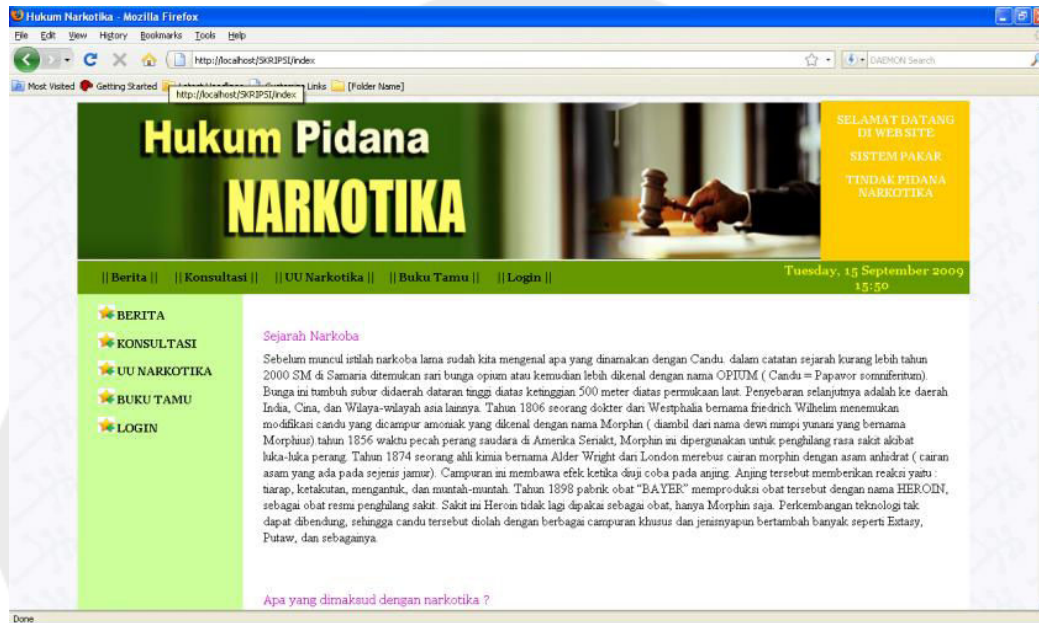 Hukum Narkotika - Mozilla Firefox
File Edit View History Bookmarks Tools Help
http://localhost/SKRIPSI/index
DAEMON Search
Most Visited Getting Started Links [Folder Name]
http://localhost/SKRIPSI/index
Hukum Pidana
NARKOTIKA
SELAMAT DATANG
DI WEB SITE
SISTEM PAKAR
TINDAK PIDANA
NARKOTIKA
|| Berita || || Konsultasi || || UU Narkotika || || Buku Tamu || || Login ||
Tuesday, 15 September 2009
15:50
BERITA
KONSULTASI
UU NARKOTIKA
BUKU TAMU
LOGIN
Sejarah Narkoba
Sebelum muncul istilah narkoba lama sudah kita mengenal apa yang dinamakan dengan Candu. dalam catatan sejarah kurang lebih tahun
2000 SM di Samaria ditemukan sari bunga opium atau kemudian lebih dikenal dengan nama OPIUM ( Candu = Papavor somniferitum).
Bunga ini tumbuh subur didaerah dataran tinggi diatas ketinggian 500 meter diatas permukaan laut. Penyebaran selanjutnya adalah ke daerah
India, Cina, dan Wilaya-wilayah asia lainnya. Tahun 1806 seorang dokter dari Westphalia bernama friedrich Wilhelim menemukan
modifikasi candu yang dicampur amoniak yang dikenal dengan nama Morphin ( diambil dari nama dewi mimpi yunani yang bernama
Morphius) tahun 1856 waktu pecah perang saudara di Amerika Seriakt, Morphin ini dipergunakan untuk penghilang rasa sakit akibat
luka-luka perang. Tahun 1874 seorang ahli kimia bernama Alder Wright dari London merebus cairan morphin dengan asam anhidrat ( cairan
asam yang ada pada sejenis jamur). Campuran ini membawa efek ketika diuji coba pada anjing. Anjing tersebut memberikan reaksi yaitu :
tiarap, ketakutan, mengantuk, dan muntah-muntah. Tahun 1898 pabrik obat “BAYER” memproduksi obat tersebut dengan nama HEROIN,
sebagai obat resmi penghilang sakit. Sakit ini Heroin tidak lagi dipakai sebagai obat, hanya Morphin saja. Perkembangan teknologi tak
dapat dibendung, sehingga candu tersebut diolah dengan berbagai campuran khusus dan jenisnyapun bertambah banyak seperti Extasy,
Putaw, dan sebagainya.
Apa yang dimaksud dengan narkotika ?
Done